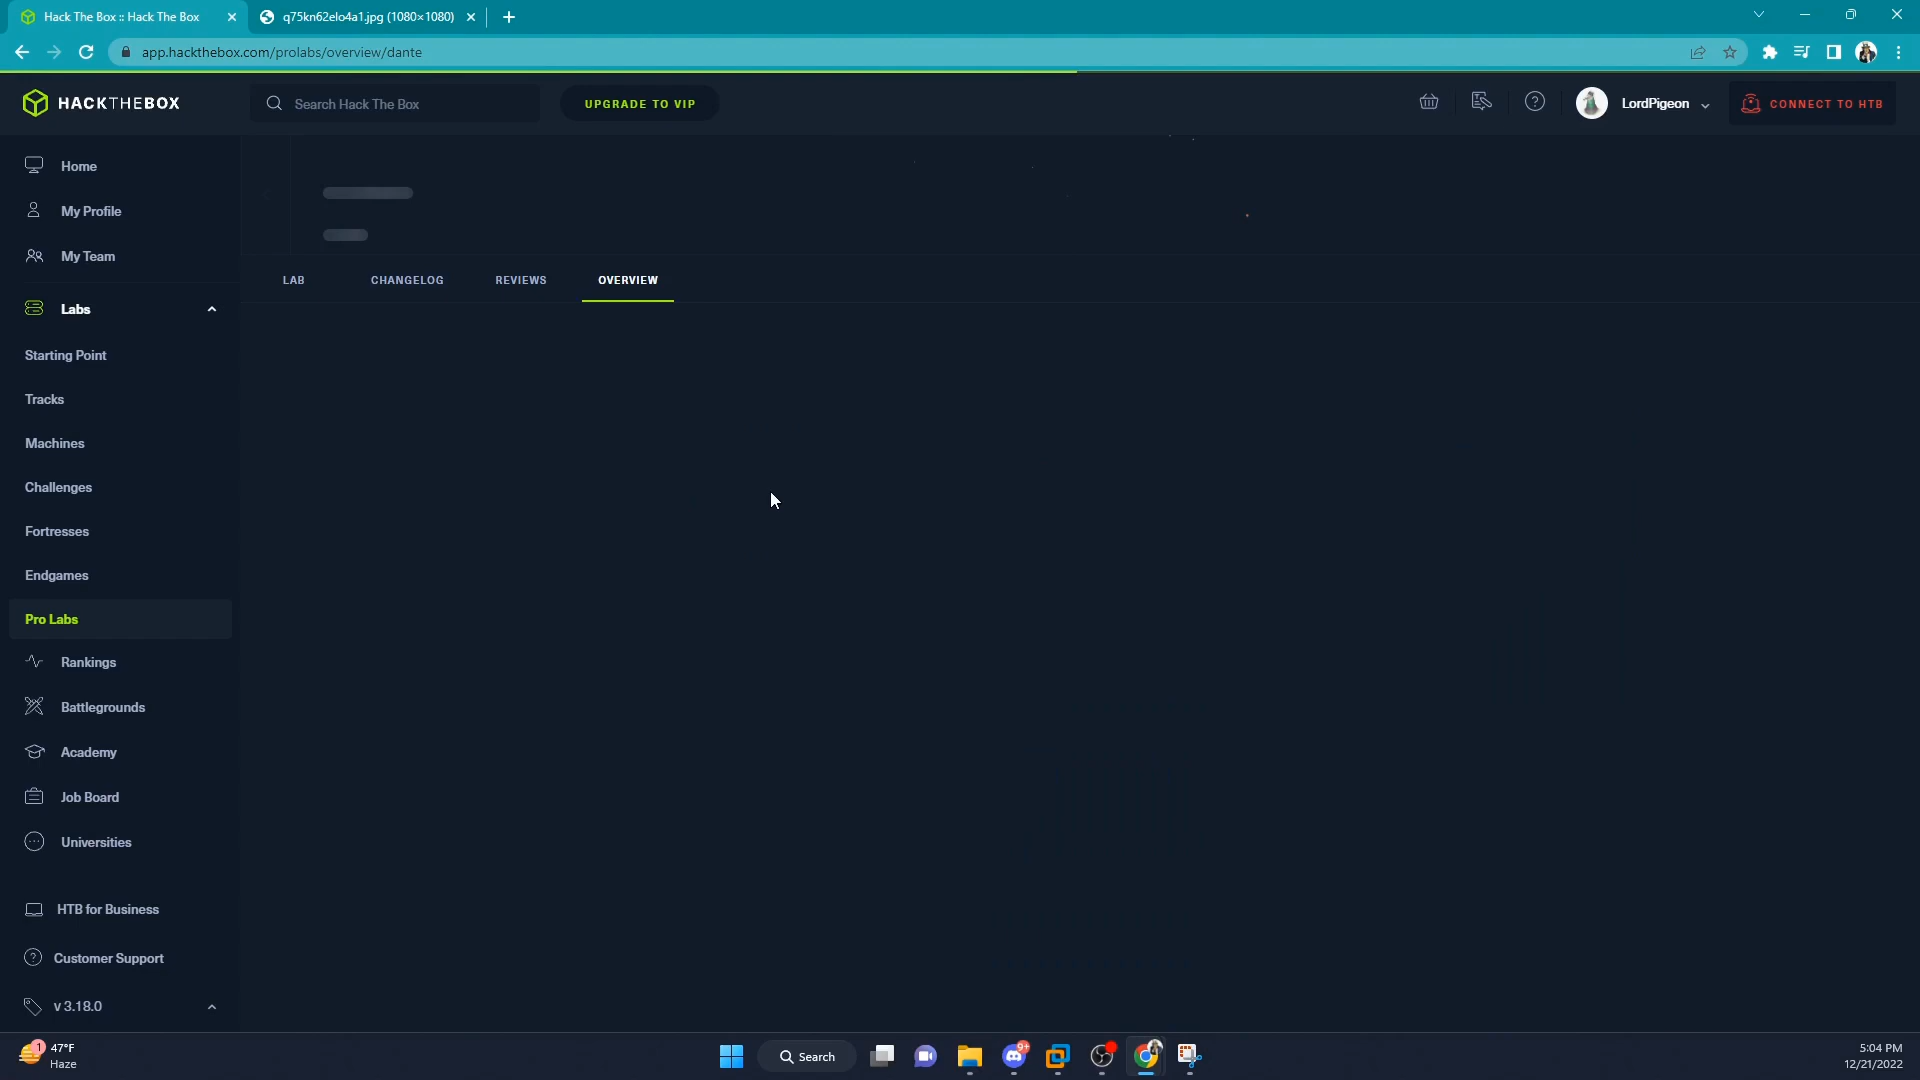 Hack The Box :: Hack The Box
q75kn62elo4a1.jpg (1080×1080)
app.hackthebox.com/prolabs/overview/dante
HACKTHEBOX
Search Hack The Box
UPGRADE TO VIP
LordPigeon
CONNECT TO HTB
Home
My Profile
My Team
LAB
CHANGELOG
REVIEWS
OVERVIEW
Labs
Starting Point
Tracks
Machines
Challenges
Fortresses
Endgames
Pro Labs
Rankings
Battlegrounds
Academy
Job Board
Universities
HTB for Business
Customer Support
v 3.18.0
1
47°F
Haze
Search
9+
5:04 PM
12/21/2022